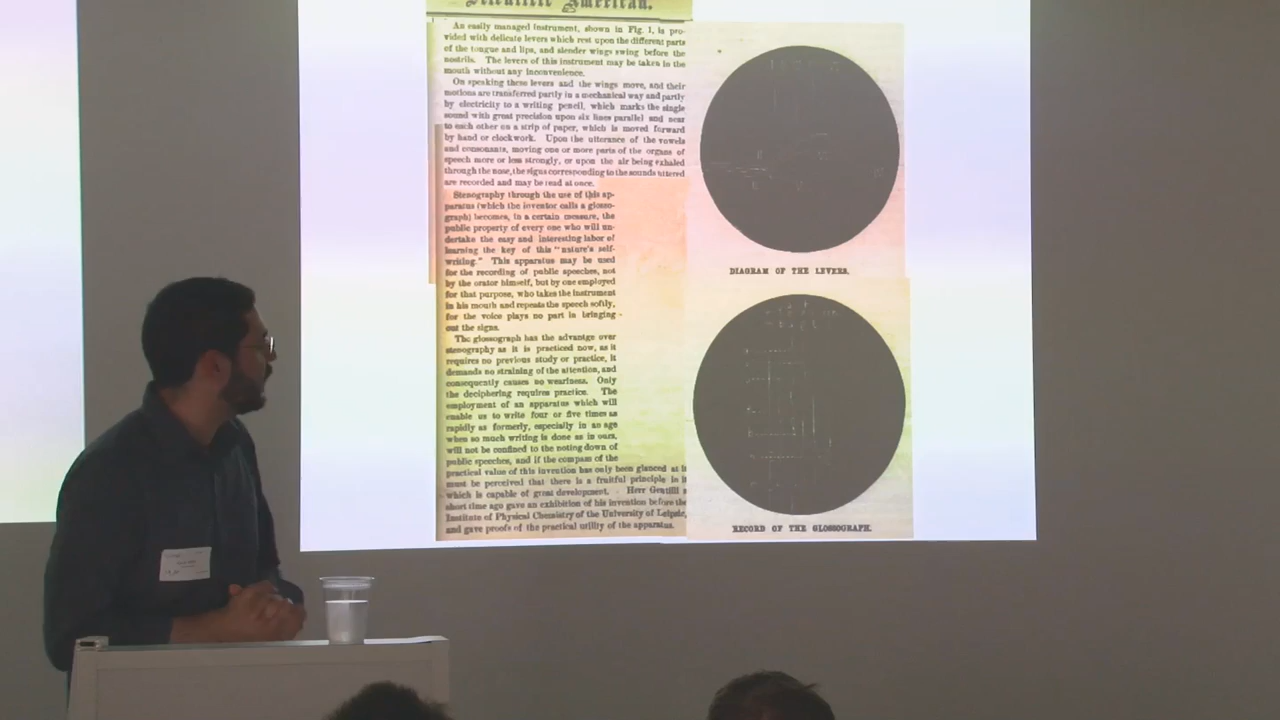 Scientific American.
An easily managed instrument, shown in Fig. 1, is pro-
vided with delicate levers which rest upon the different parts
of the tongue and lips, and slender wings swing before the
nostrils. The levers of this instrument may be taken in the
mouth without any inconvenience.
On speaking these levers and the wings move, and their
motions are transferred partly in a mechanical way and partly
by electricity to a writing pencil, which marks the single
sound with great precision upon six lines parallel and near
to each other on a strip of paper, which is moved forward
by hand or clockwork. Upon the utterance of the vowels
and consonants, moving one or more parts of the organs of
speech more or less strongly, or upon the air being exhaled
through the nose, the signs corresponding to the sounds uttered
are recorded and may be read at once.
Stenography through the use of this ap-
paratus (which the inventor calls a glosso-
graph) becomes, in a certain measure, the
public property of every one who will un-
dertake the easy and interesting labor of
learning the key of this "nature's self-
writing." This apparatus may be used
for the recording of public speeches, not
by the orator himself, but by one employed
for that purpose, who takes the instrument
in his mouth and repeats the speech softly,
for the voice plays no part in bringing
out the signs.
The glossograph has the advantge over
stenography as it is practiced now, as it
requires no previous study or practice, it
demands no straining of the attention, and
consequently causes no weariness. Only
the deciphering requires practice. The
employment of an apparatus which will
enable us to write four or five times as
rapidly as formerly, especially in an age
when so much writing is done as in ours,
will not be confined to the noting down of
public speeches, and if the compass of the
practical value of this invention has only been glanced at it
must be perceived that there is a fruitful principle in it
which is capable of great development. Herr Gentilli a
short time ago gave an exhibition of his invention before the
Institute of Physical Chemistry of the University of Leipsic,
and gave proofs of the practical utility of the apparatus.
DIAGRAM OF THE LEVERS.
RECORD OF THE GLOSSOGRAPH.